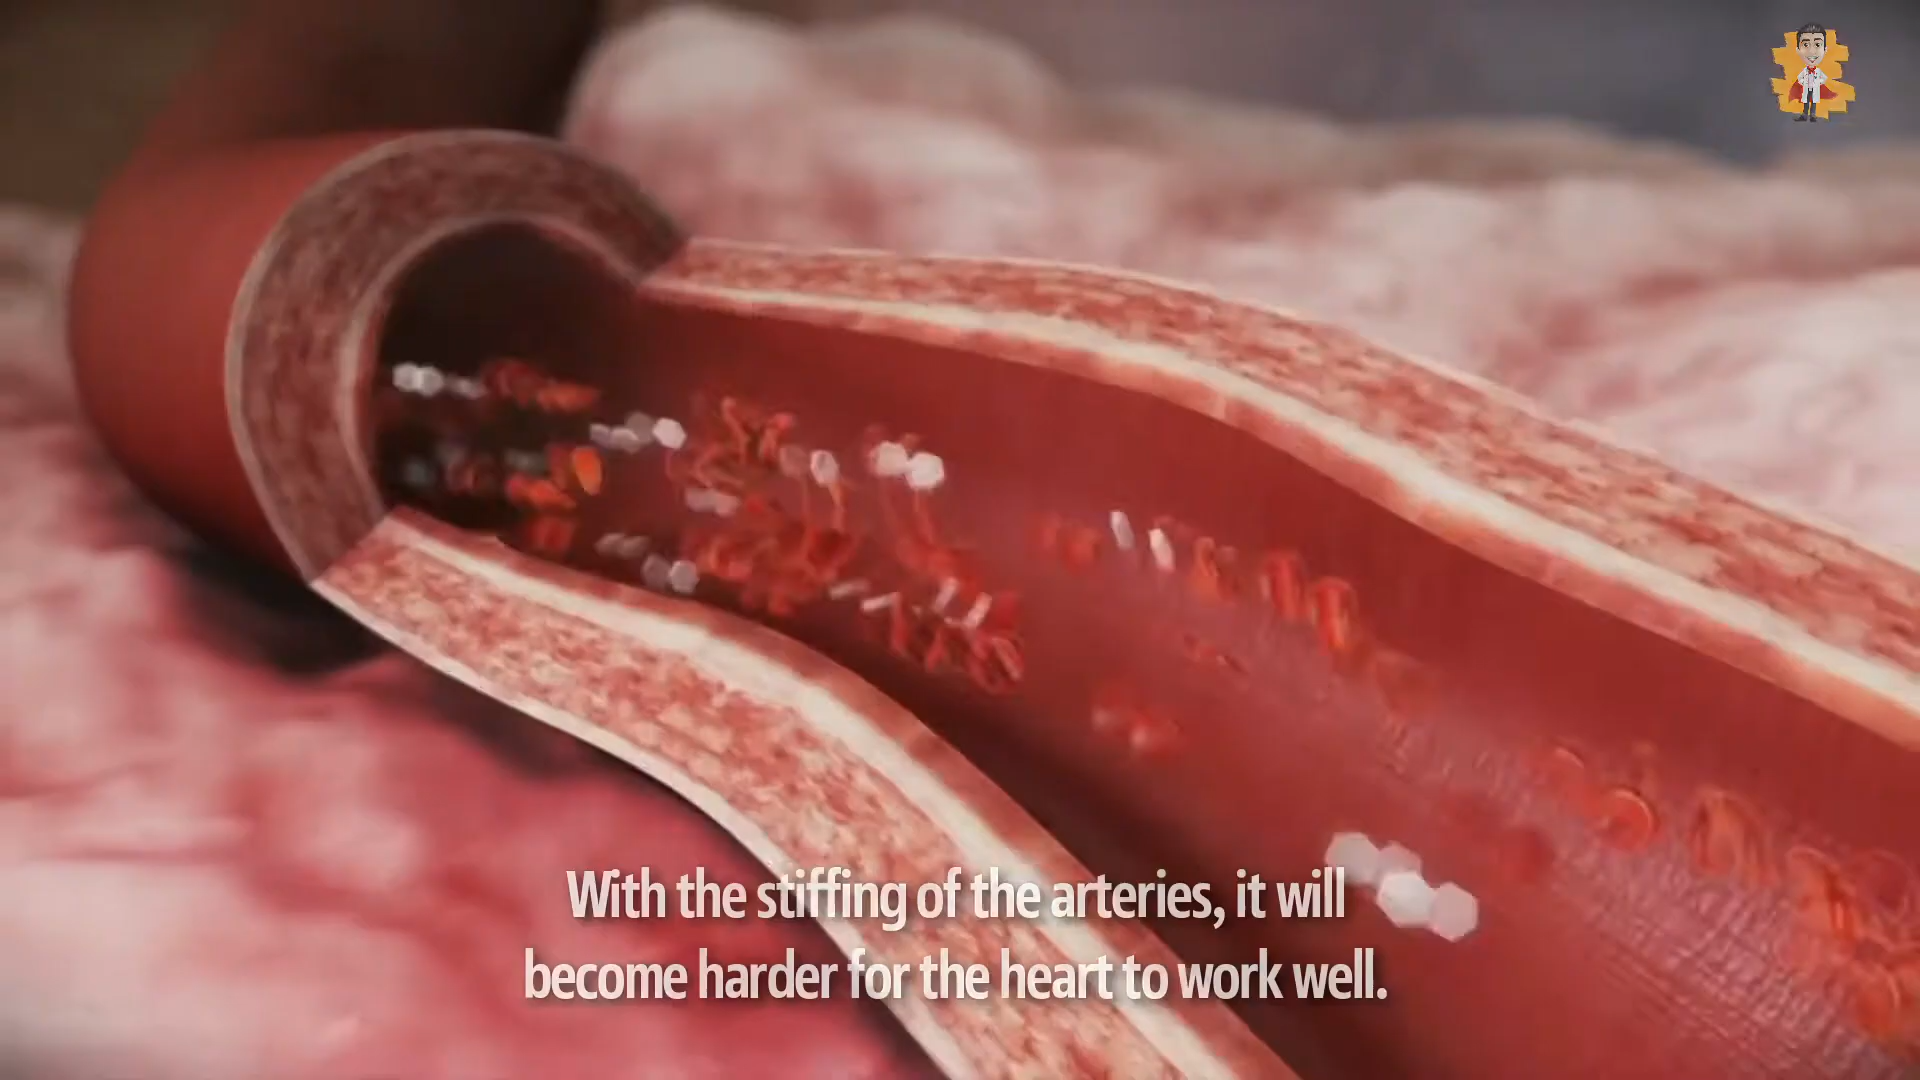 With the stiffing of the arteries, it will
become harder for the heart to work well.